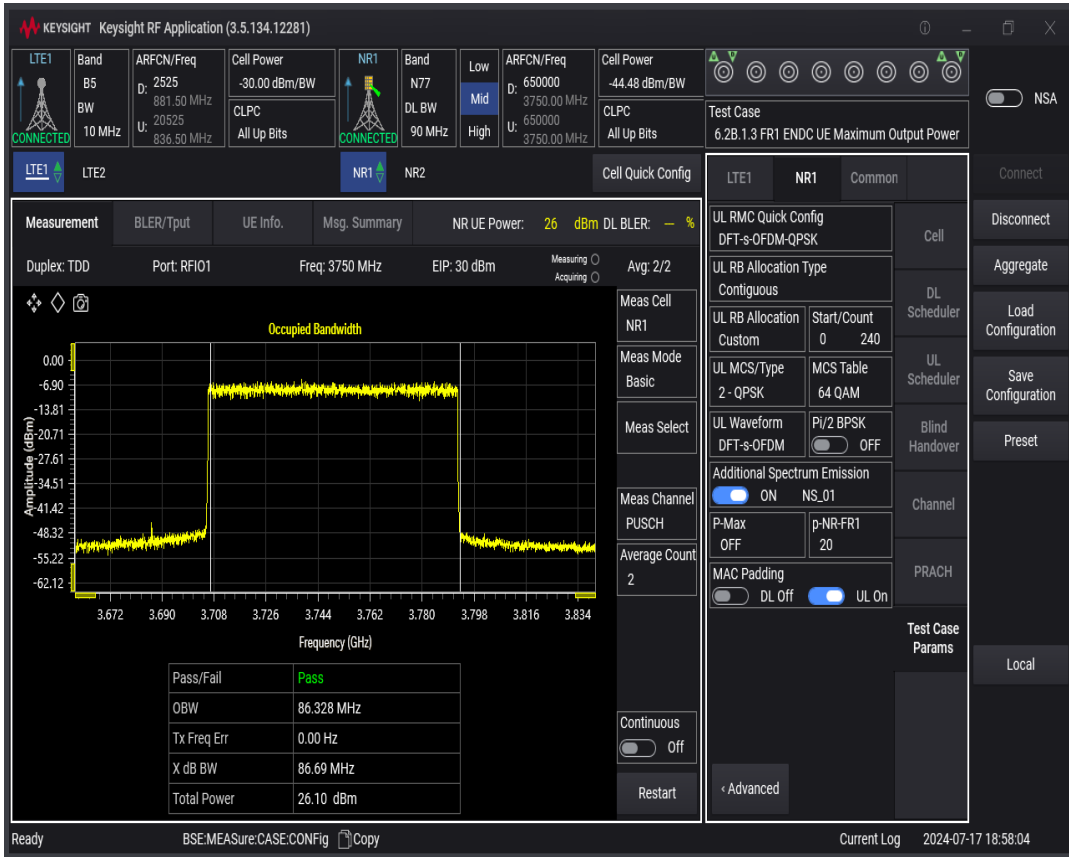 KEYSIGHT Keysight RF Application (3.5.134.12281)
LTE1
CONNECTED
Band
B5
BW
10 MHz
ARFCN/Freq
D: 2525
881.50 MHz
U: 20525
836.50 MHz
Cell Power
-30.00 dBm/BW
CLPC
All Up Bits
NR1
CONNECTED
Band
N77
DL BW
90 MHz
Low
Mid
High
ARFCN/Freq
D: 650000
3750.00 MHz
U: 650000
3750.00 MHz
Cell Power
-44.48 dBm/BW
CLPC
All Up Bits
Test Case
6.2B.1.3 FR1 ENDC UE Maximum Output Power
NSA
LTE1 LTE2 NR1 NR2 Cell Quick Config
Measurement BLER/Tput UE Info. Msg. Summary NR UE Power: 26 dBm DL BLER: --- %
Duplex: TDD Port: RFIO1 Freq: 3750 MHz EIP: 30 dBm Measuring Acquiring Avg: 2/2
Occupied Bandwidth
Amplitude (dBm)
0.00
-6.90
-13.81
-20.71
-27.61
-34.51
-41.42
-48.32
-55.22
-62.12
3.672 3.690 3.708 3.726 3.744 3.762 3.780 3.798 3.816 3.834
Frequency (GHz)
Pass/Fail Pass
OBW 86.328 MHz
Tx Freq Err 0.00 Hz
X dB BW 86.69 MHz
Total Power 26.10 dBm
Meas Cell
NR1
Meas Mode
Basic
Meas Select
Meas Channel
PUSCH
Average Count
2
Continuous
Off
Restart
LTE1 NR1 Common
UL RMC Quick Config
DFT-s-OFDM-QPSK
UL RB Allocation Type
Contiguous
UL RB Allocation
Custom
Start/Count
0 240
UL MCS/Type
2 - QPSK
MCS Table
64 QAM
UL Waveform
DFT-s-OFDM
Pi/2 BPSK
OFF
Additional Spectrum Emission
ON NS_01
P-Max
OFF
p-NR-FR1
20
MAC Padding
DL Off UL On
‹ Advanced
Cell
DL
Scheduler
UL
Scheduler
Blind
Handover
Channel
PRACH
Test Case
Params
Connect
Disconnect
Aggregate
Load
Configuration
Save
Configuration
Preset
Local
Ready BSE:MEASure:CASE:CONFig Copy Current Log 2024-07-17 18:58:04